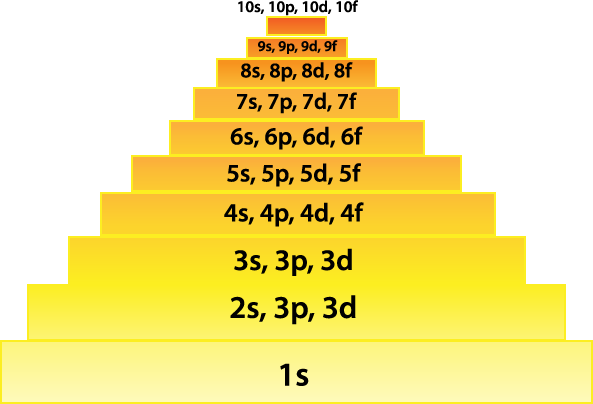 10s, 10p, 10d, 10f
9s, 9p, 9d, 9f
8s, 8p, 8d, 8f
7s, 7p, 7d, 7f
6s, 6p, 6d, 6f
5s, 5p, 5d, 5f
4s, 4p, 4d, 4f
3s, 3p, 3d
2s, 3p, 3d
1s